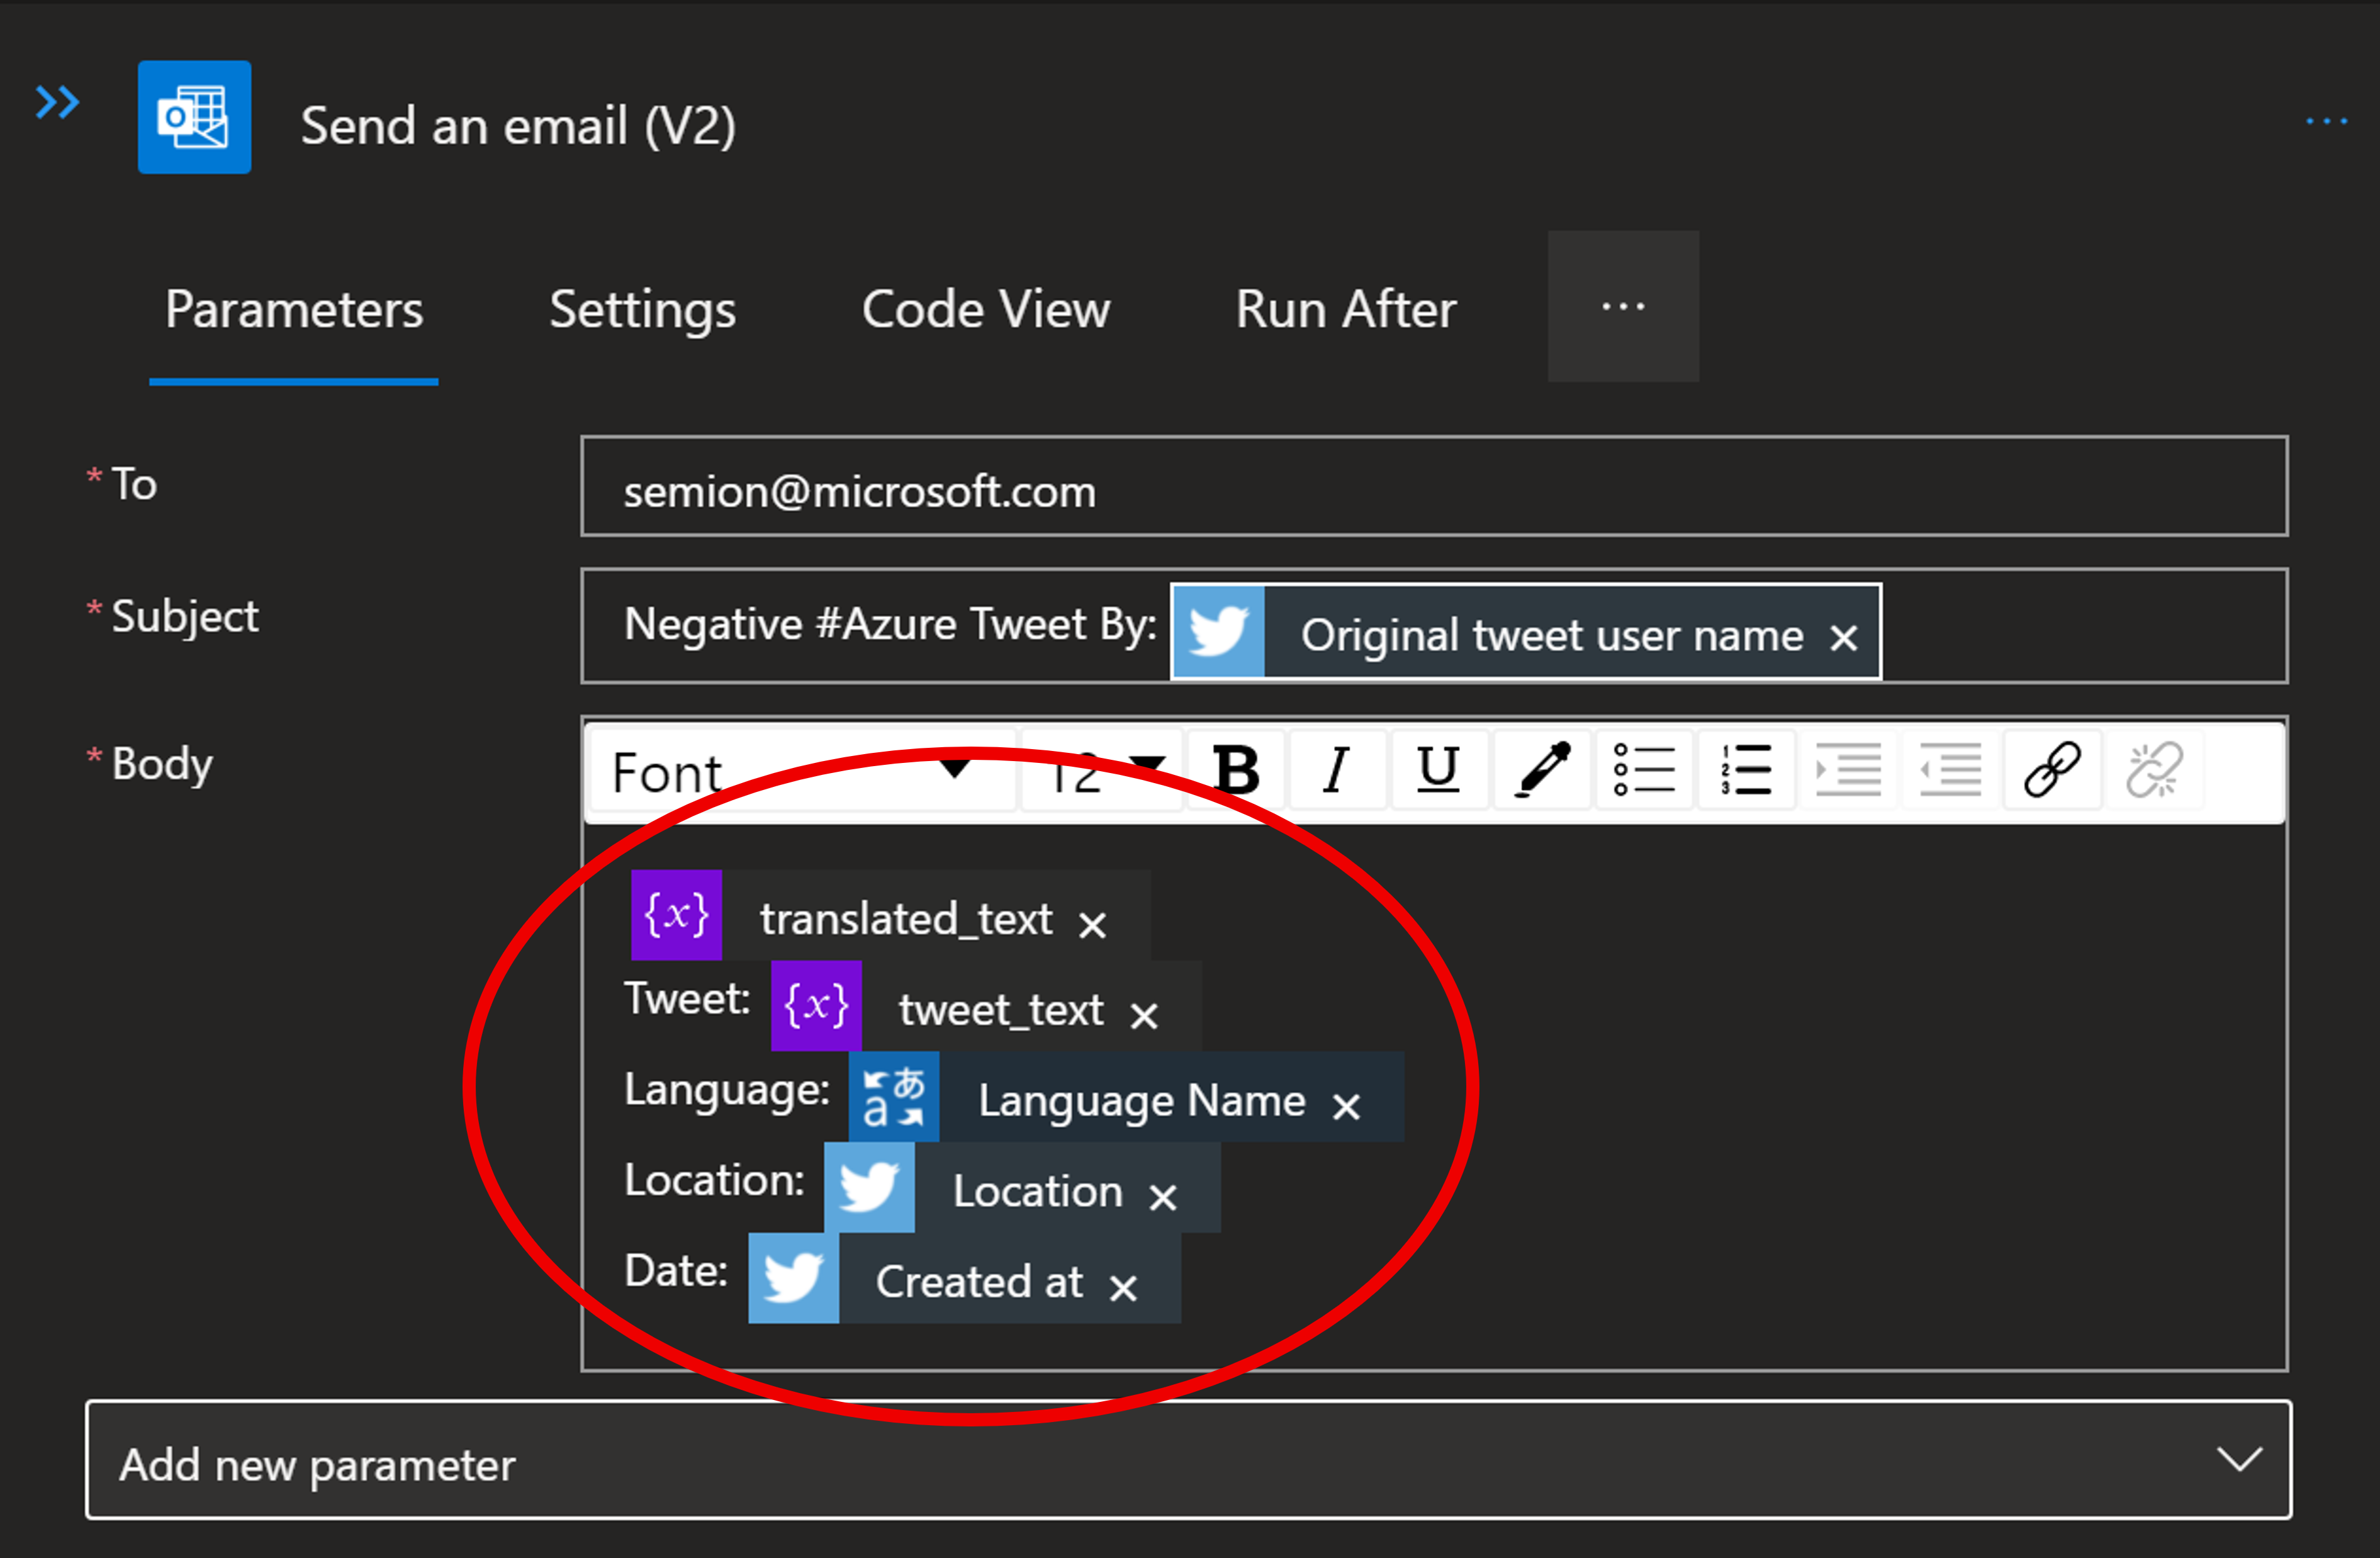 Send an email (V2)
Parameters Settings Code View Run After
* To semion@microsoft.com
* Subject Negative #Azure Tweet By: Original tweet user name ×
* Body Font 12 B I U
{x} translated_text ×
Tweet: {x} tweet_text ×
Language: Language Name ×
Location: Location ×
Date: Created at ×
Add new parameter